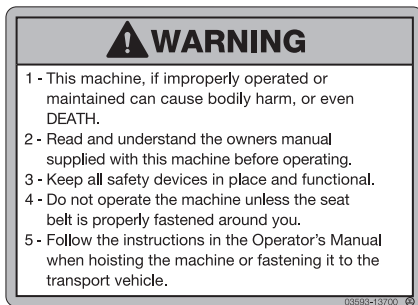 WARNING
1 - This machine, if improperly operated or
maintained can cause bodily harm, or even
DEATH.
2 - Read and understand the owners manual
supplied with this machine before operating.
3 - Keep all safety devices in place and functional.
4 - Do not operate the machine unless the seat
belt is properly fastened around you.
5 - Follow the instructions in the Operator's Manual
when hoisting the machine or fastening it to the
transport vehicle.
03593-13700